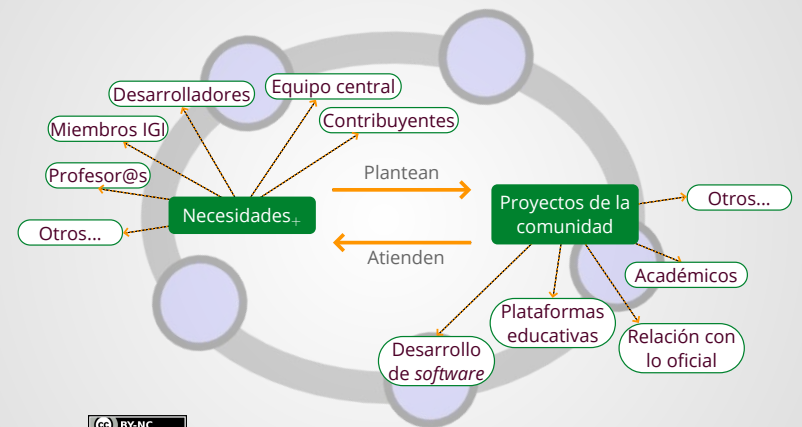 Desarrolladores
Equipo central
Miembros IGI
Contribuyentes
Profesor@s
Otros...
Necesidades+
Plantean
Atienden
Proyectos de la
comunidad
Otros...
Académicos
Relación con
lo oficial
Plataformas
educativas
Desarrollo
de software
cc BY-NC